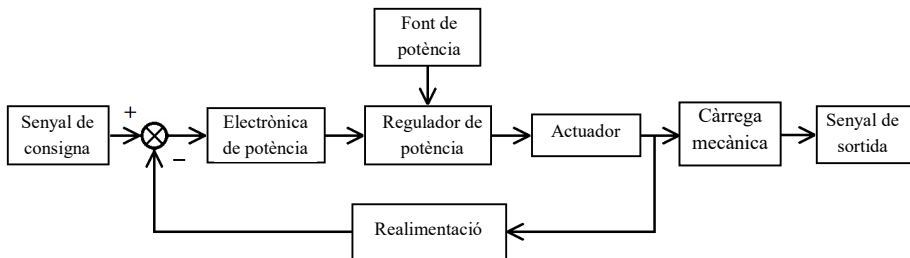 Font de
potència
Senyal de
consigna
+
−
Electrònica
de potència
Regulador de
potència
Actuador
Càrrega
mecànica
Senyal de
sortida
Realimentació